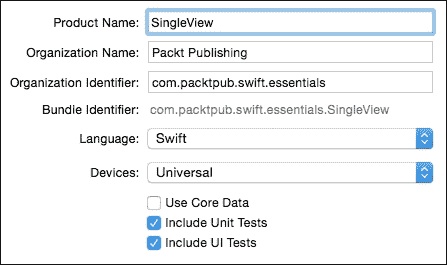 Product Name: SingleView
Organization Name: Packt Publishing
Organization Identifier: com.packtpub.swift.essentials
Bundle Identifier: com.packtpub.swift.essentials.SingleView
Language: Swift
Devices: Universal
Use Core Data
Include Unit Tests
Include UI Tests